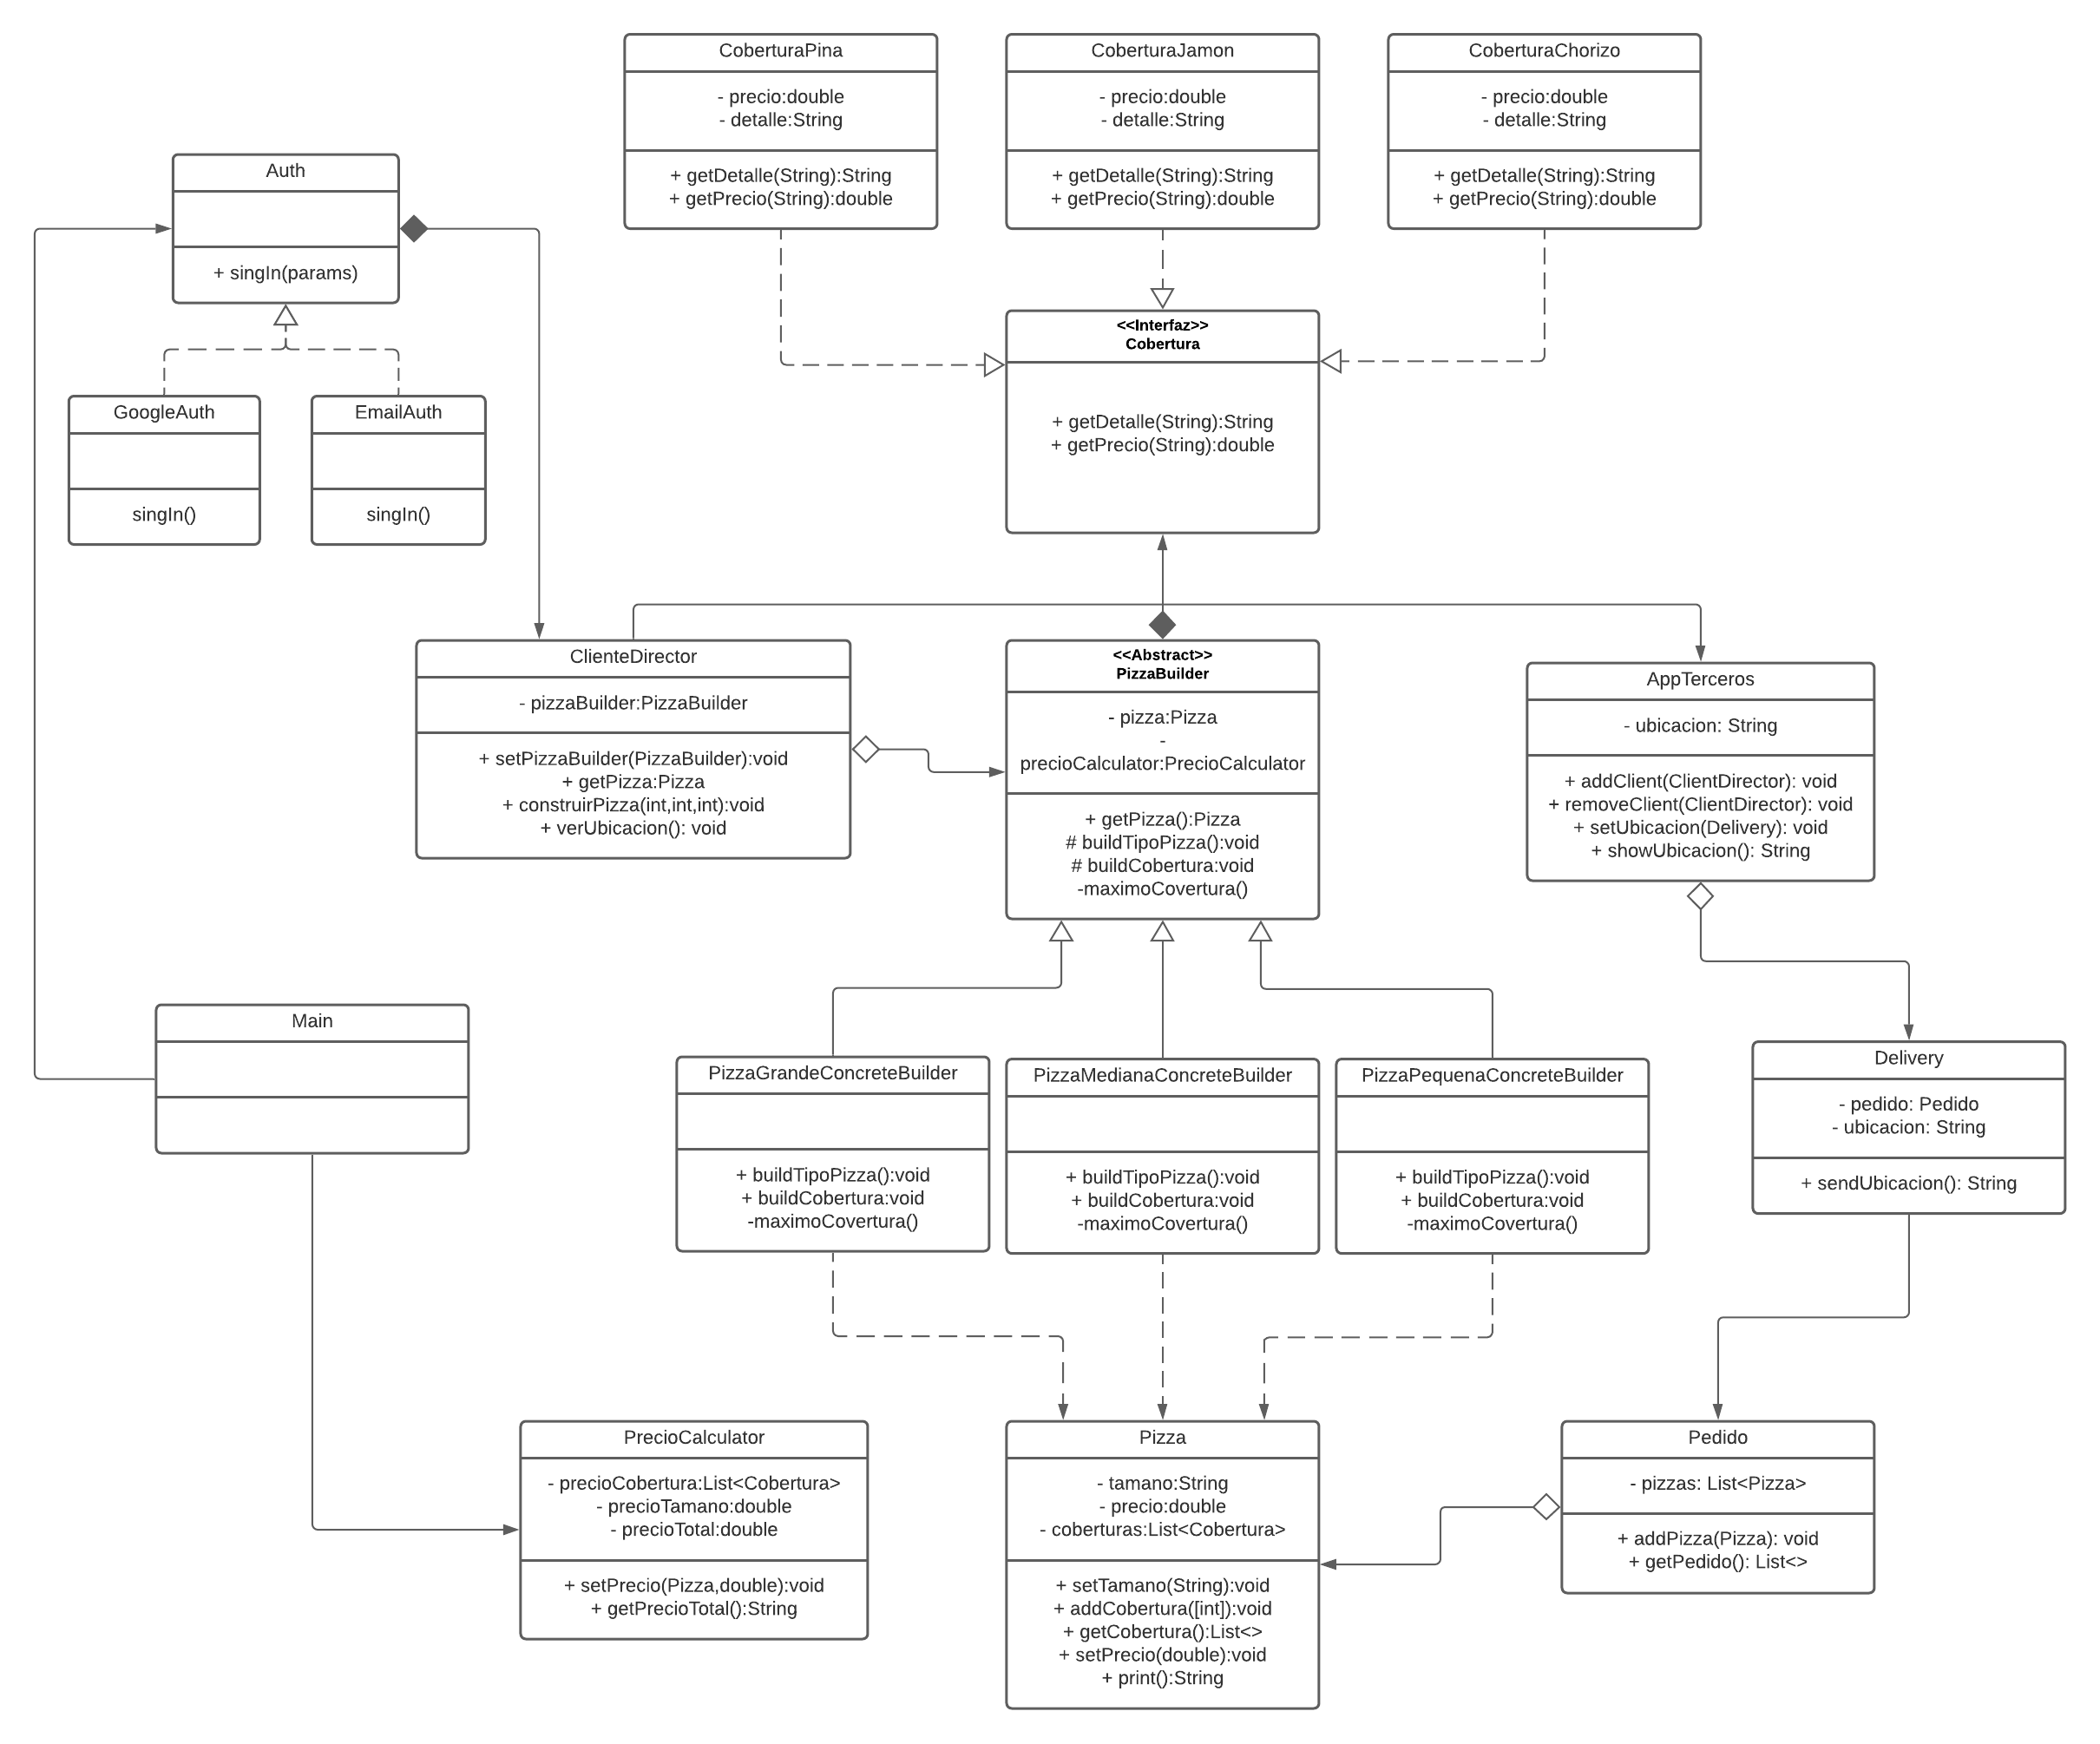 CoberturaPina
- precio:double
- detalle:String
+ getDetalle(String):String
+ getPrecio(String):double
CoberturaJamon
- precio:double
- detalle:String
+ getDetalle(String):String
+ getPrecio(String):double
CoberturaChorizo
- precio:double
- detalle:String
+ getDetalle(String):String
+ getPrecio(String):double
Auth
+ singIn(params)
GoogleAuth
singIn()
EmailAuth
singIn()
<<Interfaz>>
Cobertura
+ getDetalle(String):String
+ getPrecio(String):double
ClienteDirector
- pizzaBuilder:PizzaBuilder
+ setPizzaBuilder(PizzaBuilder):void
+ getPizza:Pizza
+ construirPizza(int,int,int):void
+ verUbicacion(): void
<<Abstract>>
PizzaBuilder
- pizza:Pizza
-
precioCalculator:PrecioCalculator
+ getPizza():Pizza
# buildTipoPizza():void
# buildCobertura:void
-maximoCovertura()
AppTerceros
- ubicacion: String
+ addClient(ClientDirector): void
+ removeClient(ClientDirector): void
+ setUbicacion(Delivery): void
+ showUbicacion(): String
Main
PizzaGrandeConcreteBuilder
+ buildTipoPizza():void
+ buildCobertura:void
-maximoCovertura()
PizzaMedianaConcreteBuilder
+ buildTipoPizza():void
+ buildCobertura:void
-maximoCovertura()
PizzaPequenaConcreteBuilder
+ buildTipoPizza():void
+ buildCobertura:void
-maximoCovertura()
Delivery
- pedido: Pedido
- ubicacion: String
+ sendUbicacion(): String
PrecioCalculator
- precioCobertura:List<Cobertura>
- precioTamano:double
- precioTotal:double
+ setPrecio(Pizza,double):void
+ getPrecioTotal():String
Pizza
- tamano:String
- precio:double
- coberturas:List<Cobertura>
+ setTamano(String):void
+ addCobertura([int]):void
+ getCobertura():List<>
+ setPrecio(double):void
+ print():String
Pedido
- pizzas: List<Pizza>
+ addPizza(Pizza): void
+ getPedido(): List<>